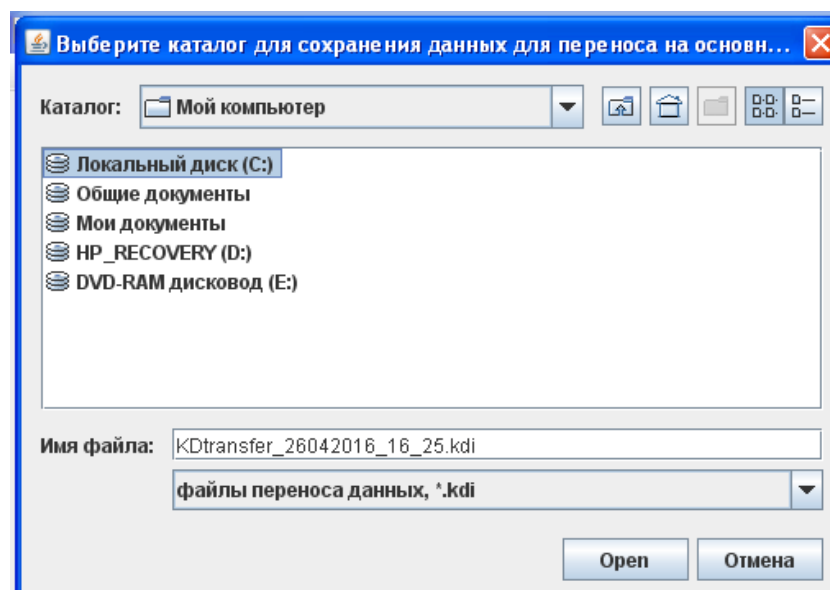 Выберите каталог для сохранения данных для переноса на основн...
Каталог: Мой компьютер
Локальный диск (C:)
Общие документы
Мои документы
HP_RECOVERY (D:)
DVD-RAM дисковод (E:)
Имя файла: KDtransfer_26042016_16_25.kdi
файлы переноса данных, *.kdi
Open Отмена